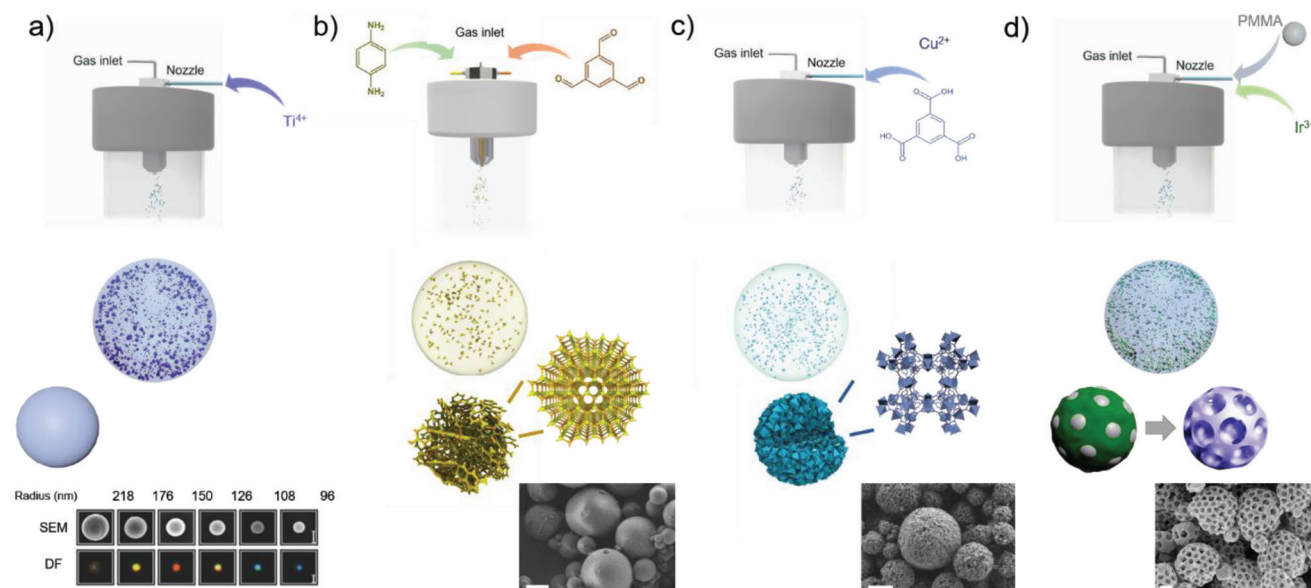 a)
Gas inlet
Nozzle
Ti4+
b)
NH2
NH2
Gas inlet
O
O
O
c)
Gas inlet
Nozzle
Cu2+
O
OH
HO
O
O
OH
d)
PMMA
Gas inlet
Nozzle
Radius (nm) 218 176 150 126 108 96
SEM
DF